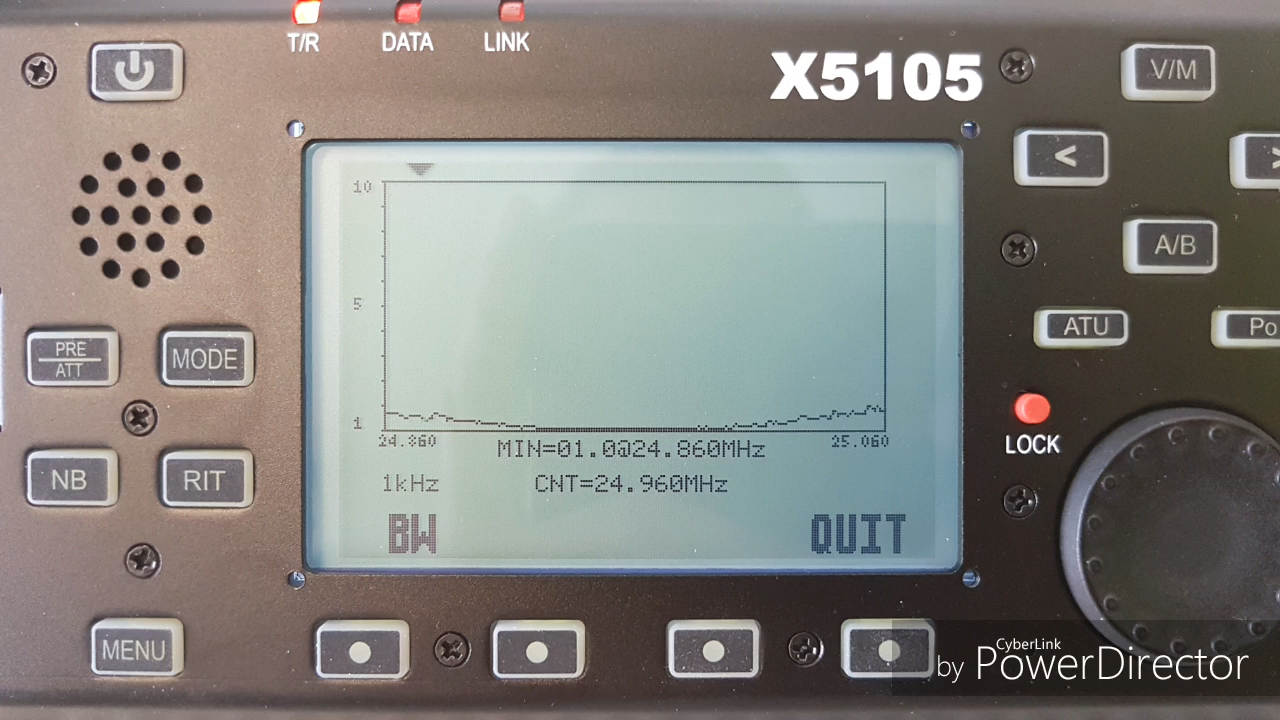 T/R DATA LINK
X5105
V/M
<
>
10
A/B
5
ATU
PRE
ATT
MODE
1
24.860 25.060
MIN=01.0@24.860MHz
LOCK
NB
RIT
1kHz CNT=24.960MHz
BW QUIT
MENU
CyberLink
by PowerDirector